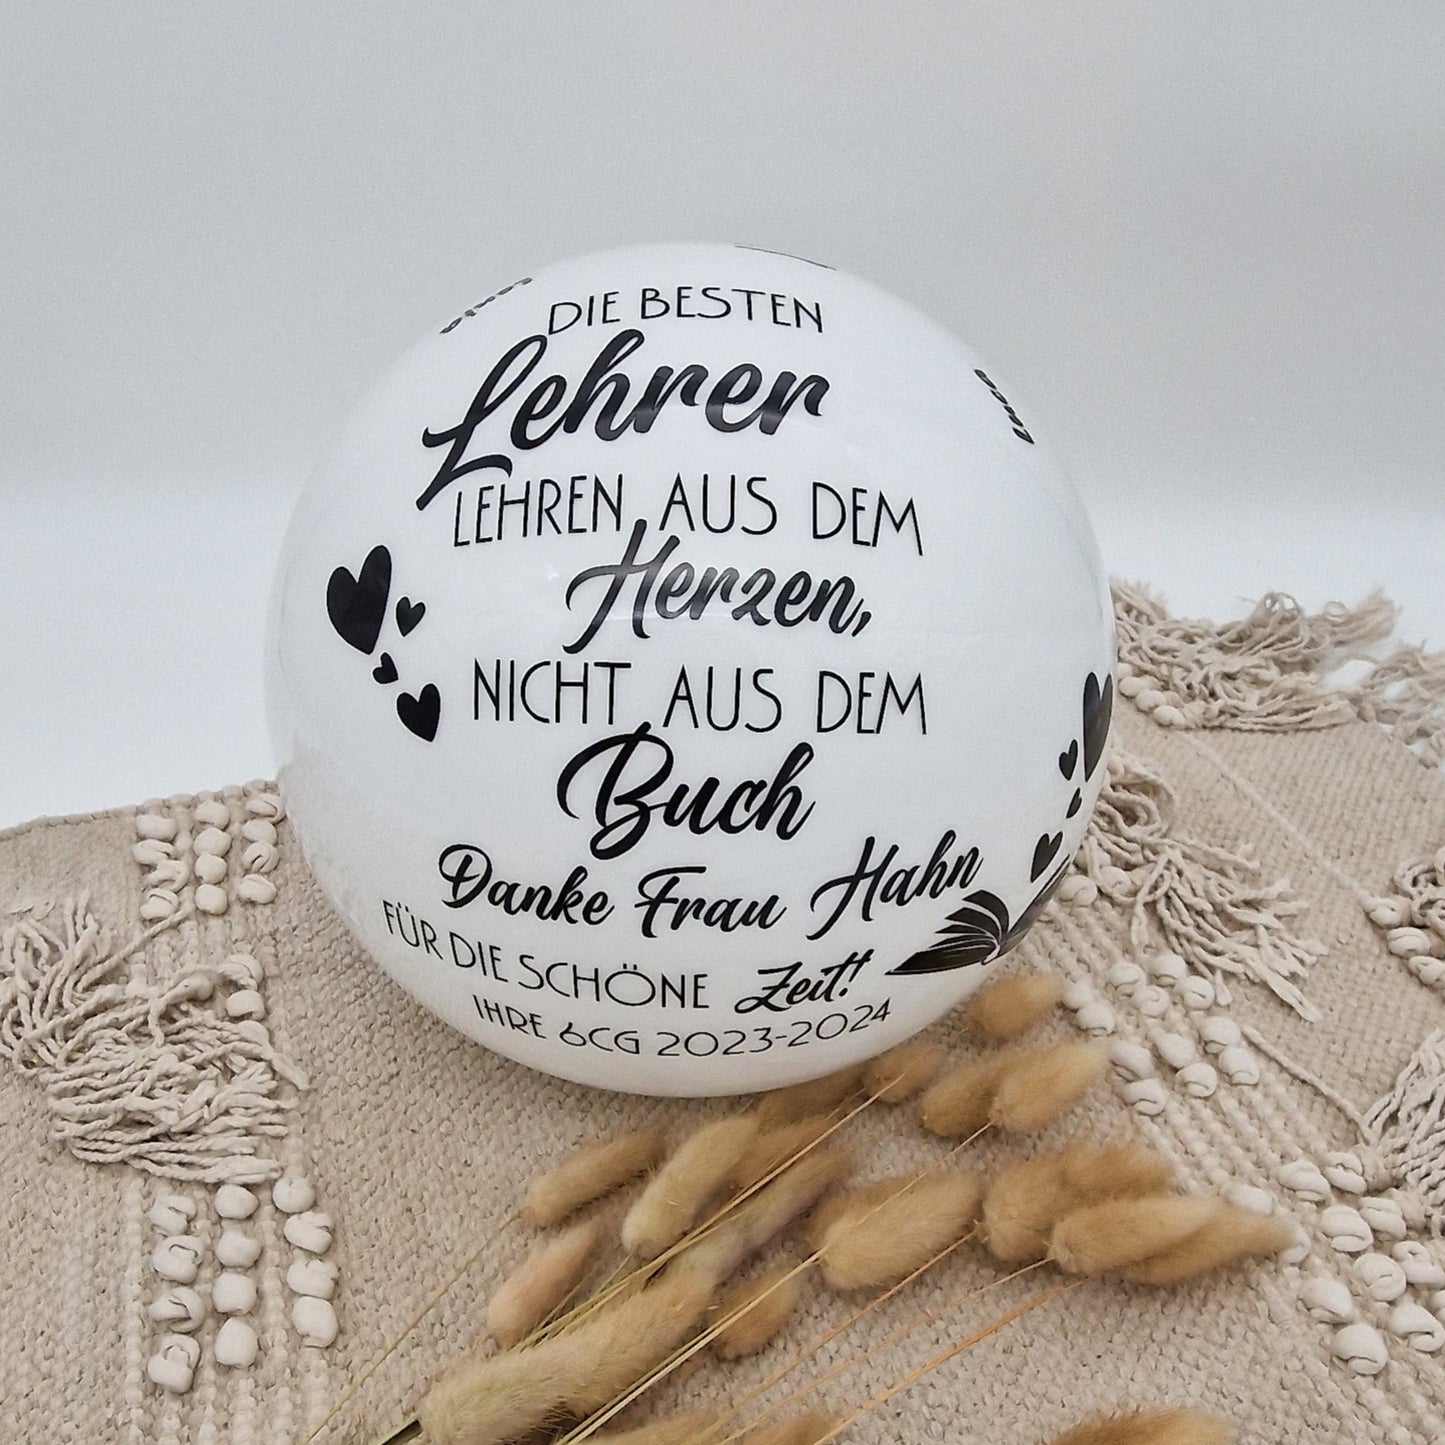 DIE BESTEN
Lehrer
LEHREN AUS DEM
Herzen,
NICHT AUS DEM
Buch
Danke Frau Hahn
FÜR DIE SCHÖNE Zeit!
IHRE 6CG 2023-2024
Luca